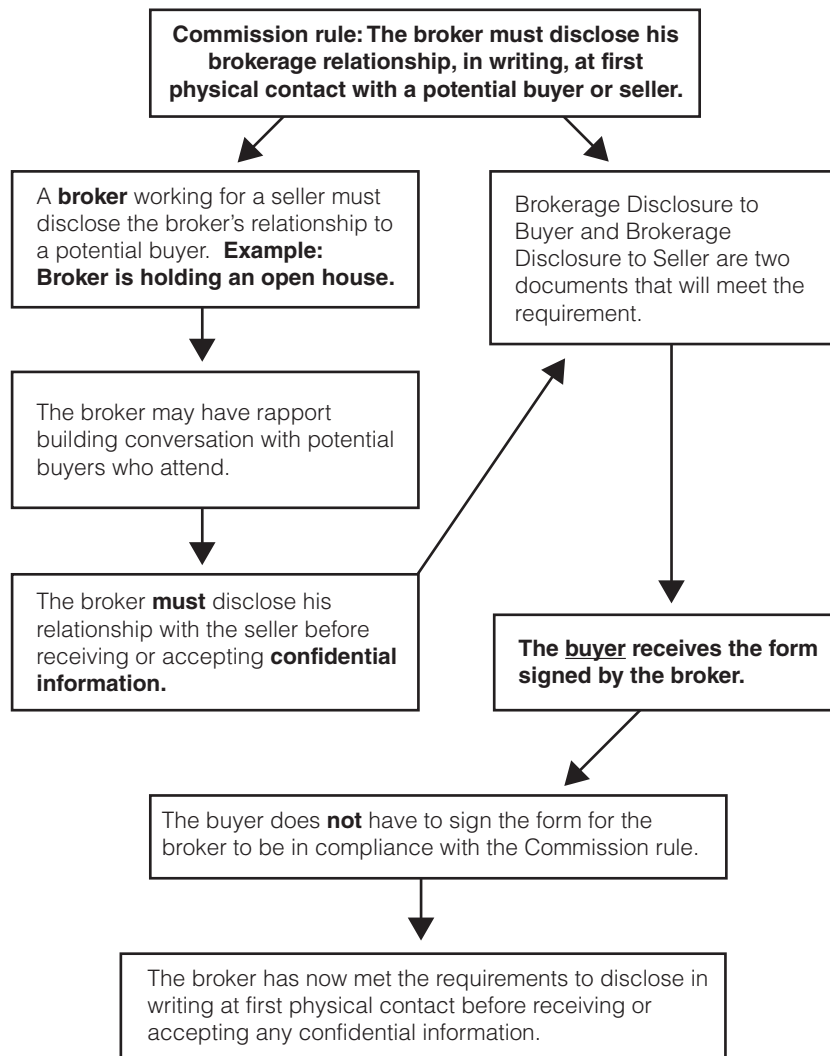 Commission rule: The broker must disclose his
brokerage relationship, in writing, at first
physical contact with a potential buyer or seller.
A broker working for a seller must
disclose the broker's relationship to
a potential buyer. Example:
Broker is holding an open house.
The broker may have rapport
building conversation with potential
buyers who attend.
The broker must disclose his
relationship with the seller before
receiving or accepting confidential
information.
Brokerage Disclosure to
Buyer and Brokerage
Disclosure to Seller are two
documents that will meet the
requirement.
The buyer receives the form
signed by the broker.
The buyer does not have to sign the form for the
broker to be in compliance with the Commission rule.
The broker has now met the requirements to disclose in
writing at first physical contact before receiving or
accepting any confidential information.